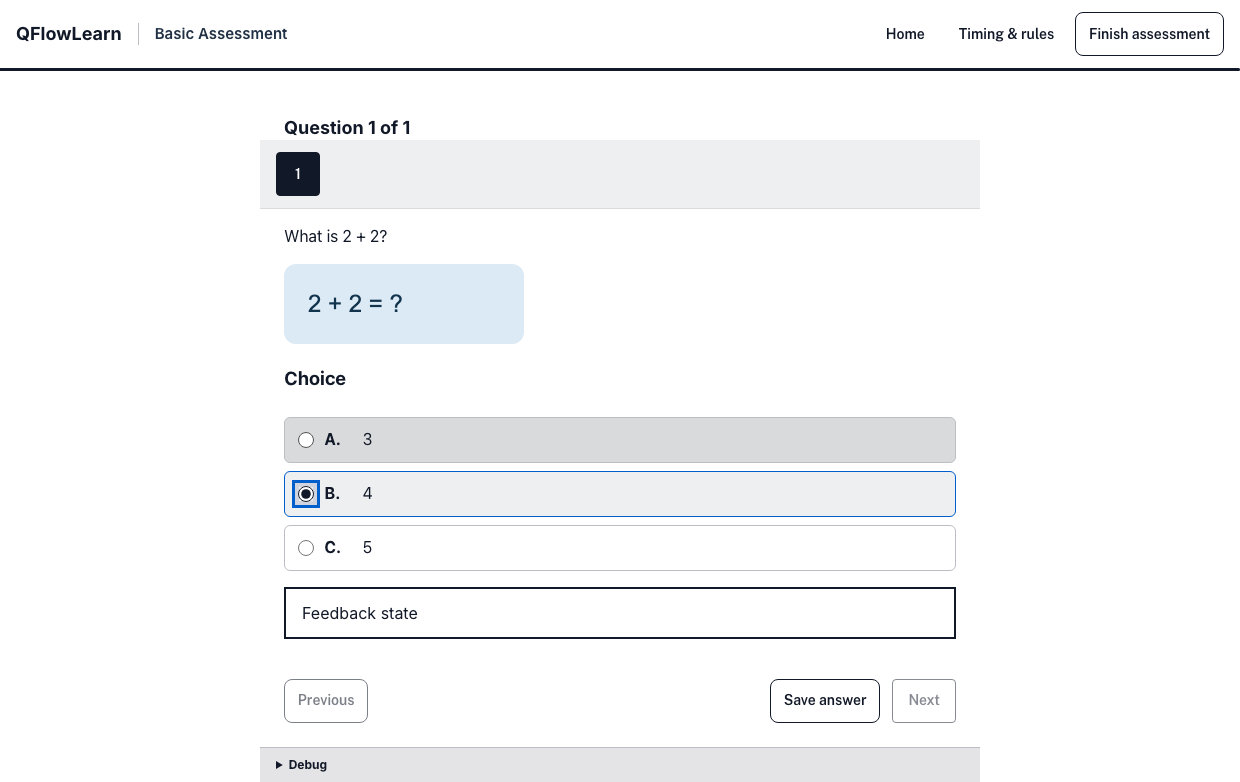 QFlowLearn Basic Assessment Home Timing & rules Finish assessment
Question 1 of 1
1
What is 2 + 2?
2 + 2 = ?
Choice
A. 3
B. 4
C. 5
Feedback state
Previous Save answer Next
Debug